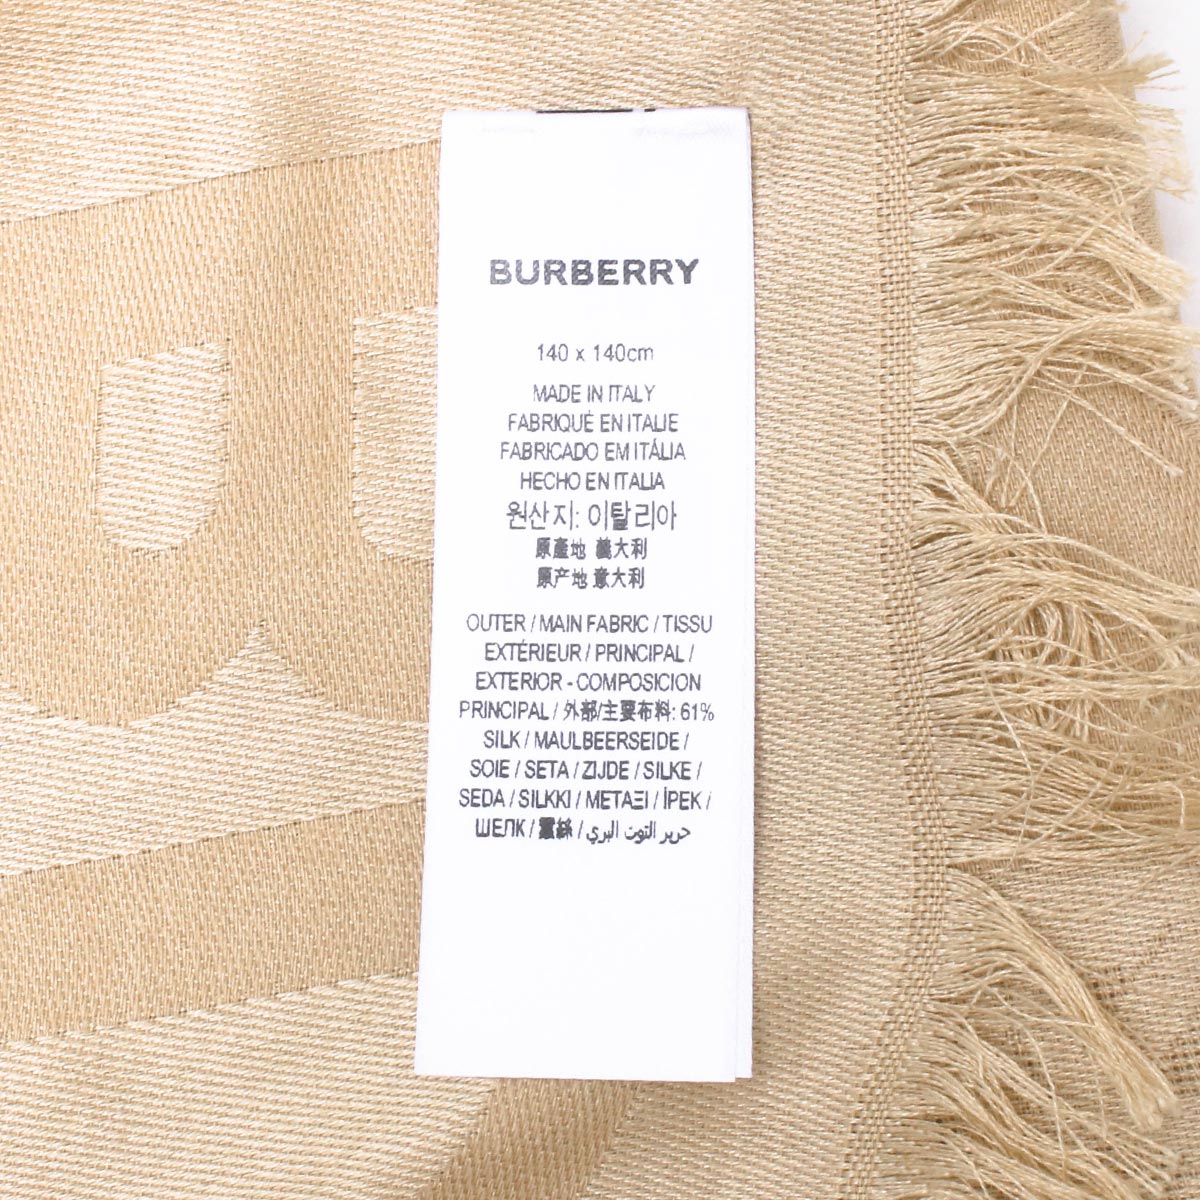 BURBERRY
140 x 140cm
MADE IN ITALY
FABRIQUÉ EN ITALIE
FABRICADO EM ITÁLIA
HECHO EN ITALIA
원산지: 이탈리아
原產地 義大利
原产地 意大利
OUTER / MAIN FABRIC / TISSU
EXTÉRIEUR / PRINCIPAL /
EXTERIOR - COMPOSICION
PRINCIPAL / 外部/主要布料: 61%
SILK / MAULBEERSEIDE /
SOIE / SETA / ZIJDE / SILKE /
SEDA / SILKKI / ΜΕΤΑΞΙ / İPEK /
ШЕЛК / 蠶絲 / حرير التوت البري